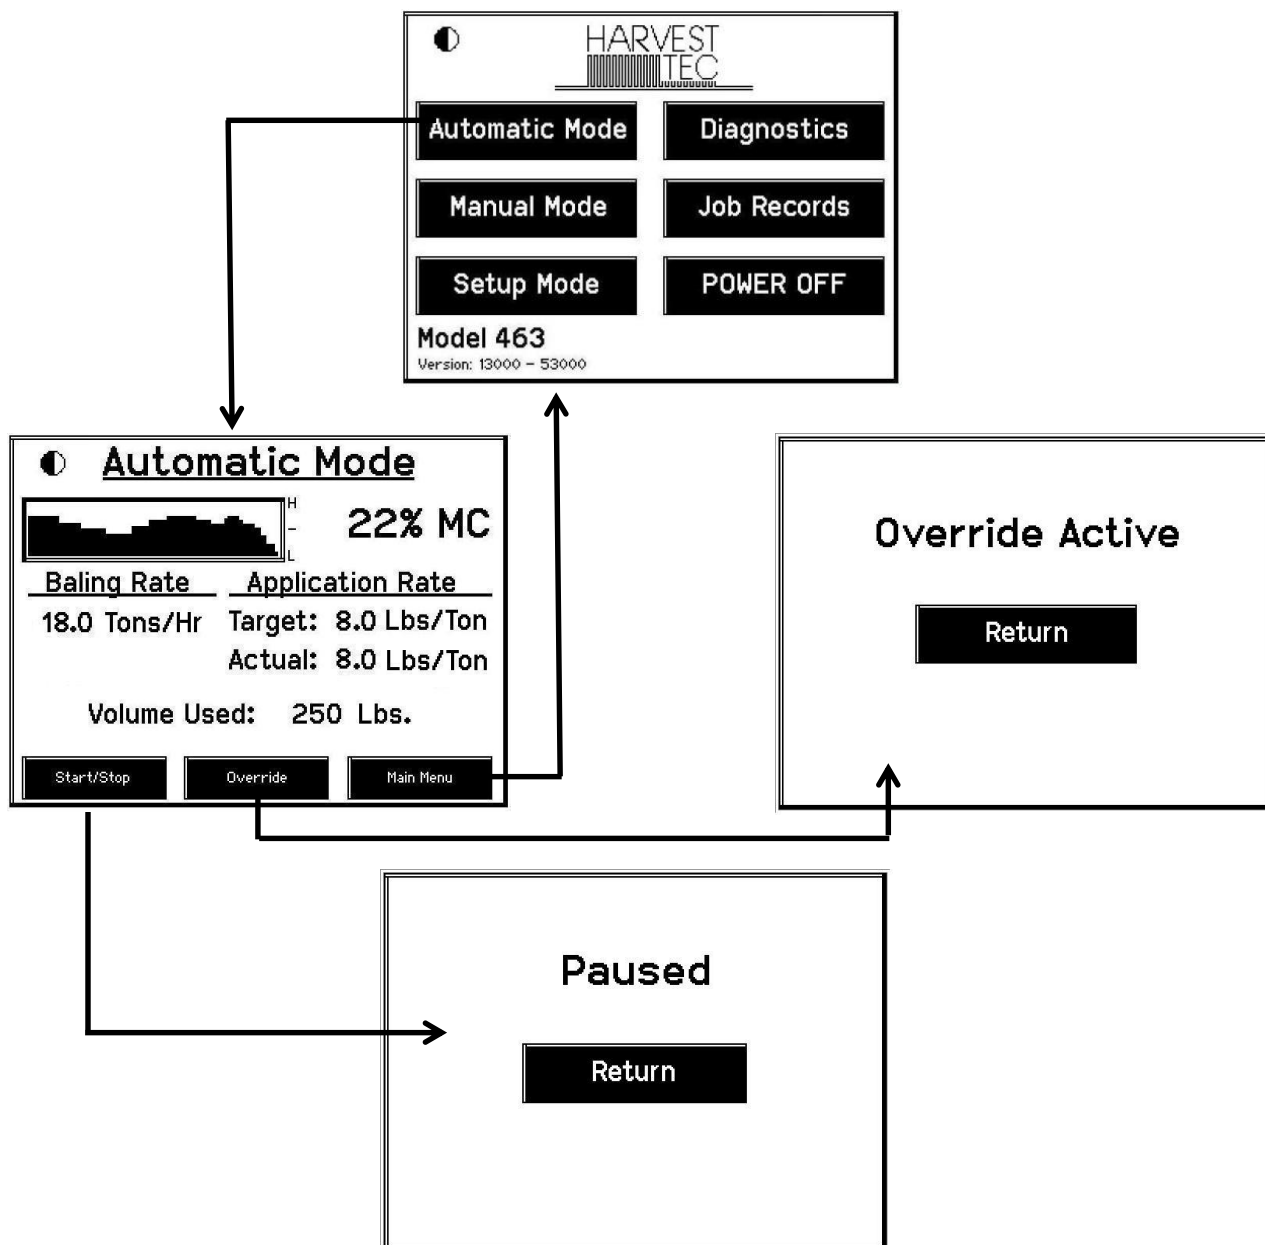 HARVEST
TEC
Automatic Mode
Diagnostics
Manual Mode
Job Records
Setup Mode
POWER OFF
Model 463
Version: 13000 - 53000
Automatic Mode
H
-
L
22% MC
Baling Rate
Application Rate
18.0 Tons/Hr
Target: 8.0 Lbs/Ton
Actual: 8.0 Lbs/Ton
Volume Used: 250 Lbs.
Start/Stop
Override
Main Menu
Override Active
Return
Paused
Return